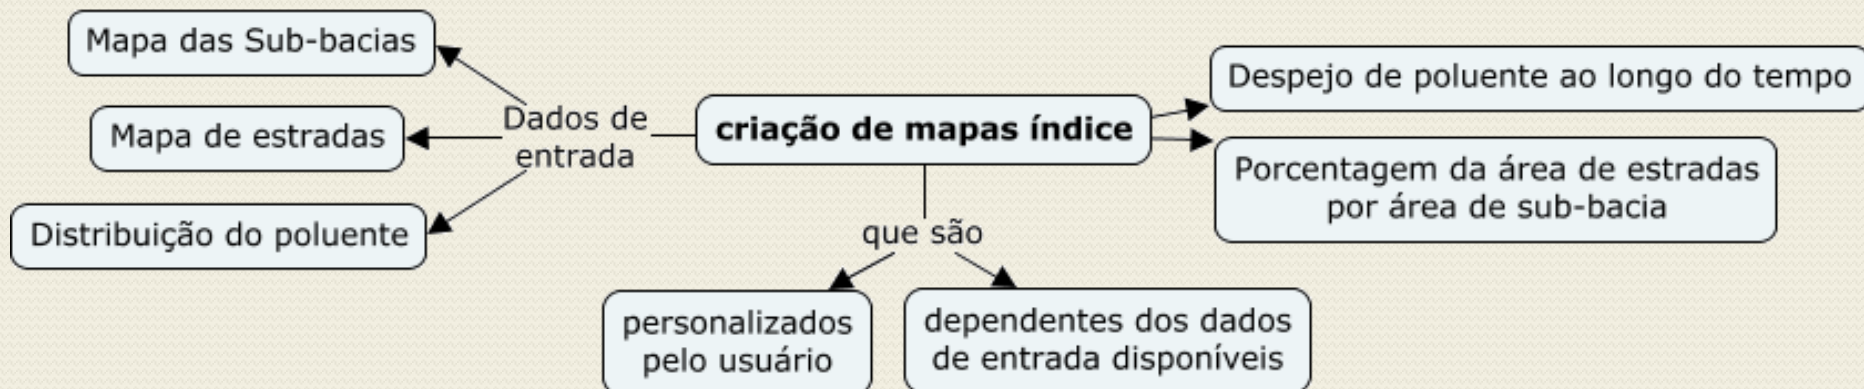 Mapa das Sub-bacias
Mapa de estradas
Distribuição do poluente
Dados de
entrada
criação de mapas índice
Despejo de poluente ao longo do tempo
Porcentagem da área de estradas
por área de sub-bacia
que são
personalizados
pelo usuário
dependentes dos dados
de entrada disponíveis